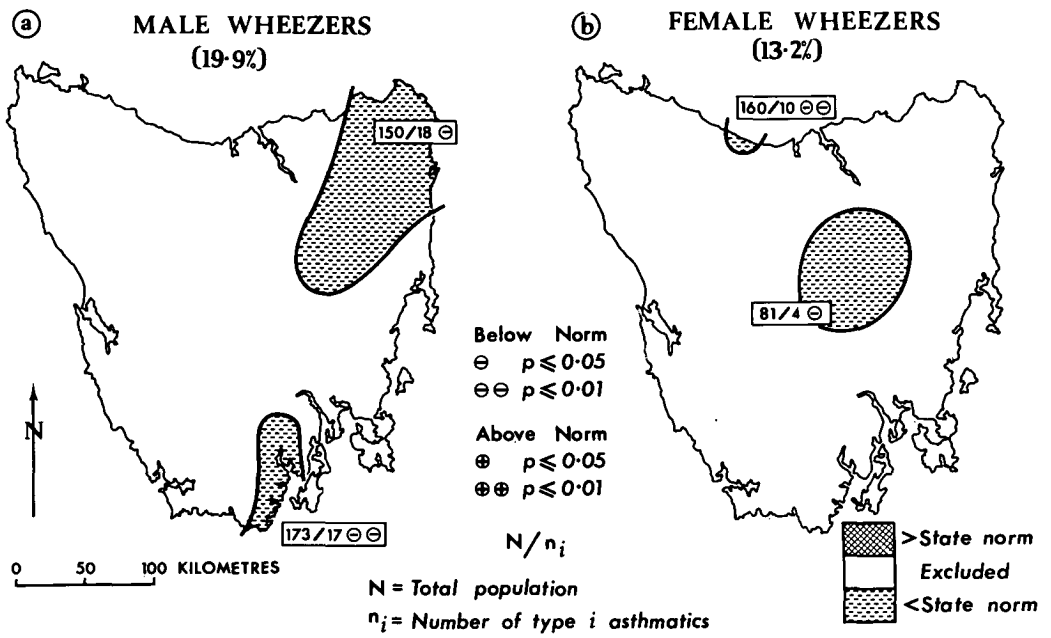 ⓐ MALE WHEEZERS
(19·9%)
150/18 ⊖
173/17 ⊖ ⊖
N
0 50 100 KILOMETRES
ⓑ FEMALE WHEEZERS
(13·2%)
160/10 ⊖ ⊖
81/4 ⊖
Below Norm
⊖ p ⩽ 0·05
⊖⊖ p ⩽ 0·01
Above Norm
⊕ p ⩽ 0·05
⊕⊕ p ⩽ 0·01
N/nᵢ
N = Total population
nᵢ = Number of type i asthmatics
>State norm
Excluded
<State norm